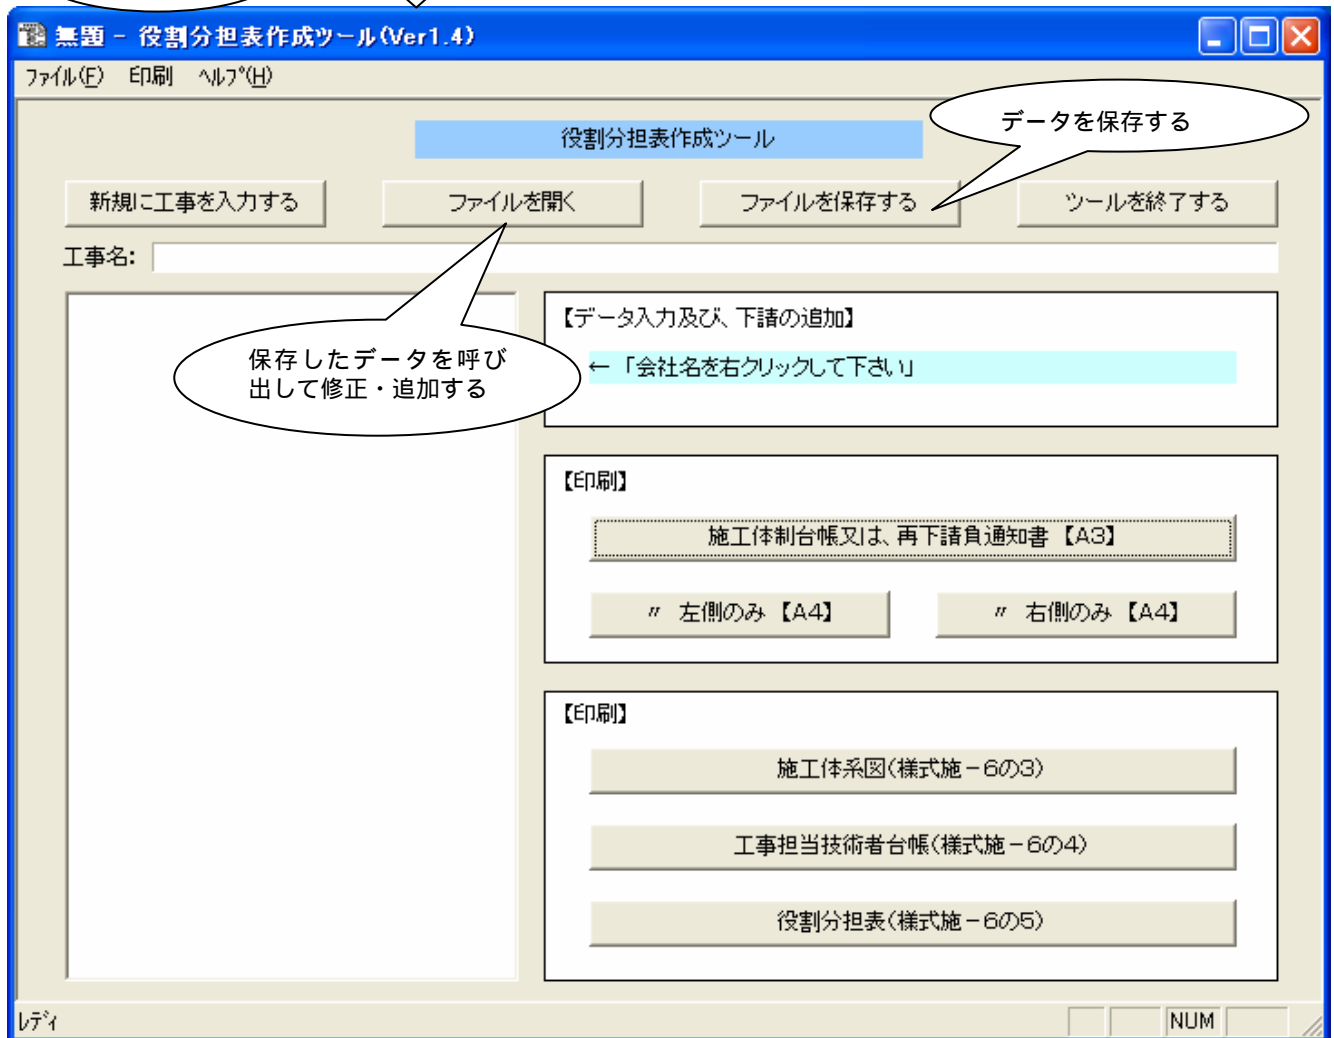 無題 - 役割分担表作成ツール(Ver1.4)
ファイル(F) 印刷 ヘルプ(H)
データを保存する
役割分担表作成ツール
新規に工事を入力する ファイルを開く ファイルを保存する ツールを終了する
工事名:
【データ入力及び、下請の追加】
←「会社名を右クリックして下さい」
保存したデータを呼び
出して修正・追加する
【印刷】
施工体制台帳又は、再下請負通知書【A3】
〃 左側のみ【A4】 〃 右側のみ【A4】
【印刷】
施工体系図(様式施-6の3)
工事担当技術者台帳(様式施-6の4)
役割分担表(様式施-6の5)
レディ NUM